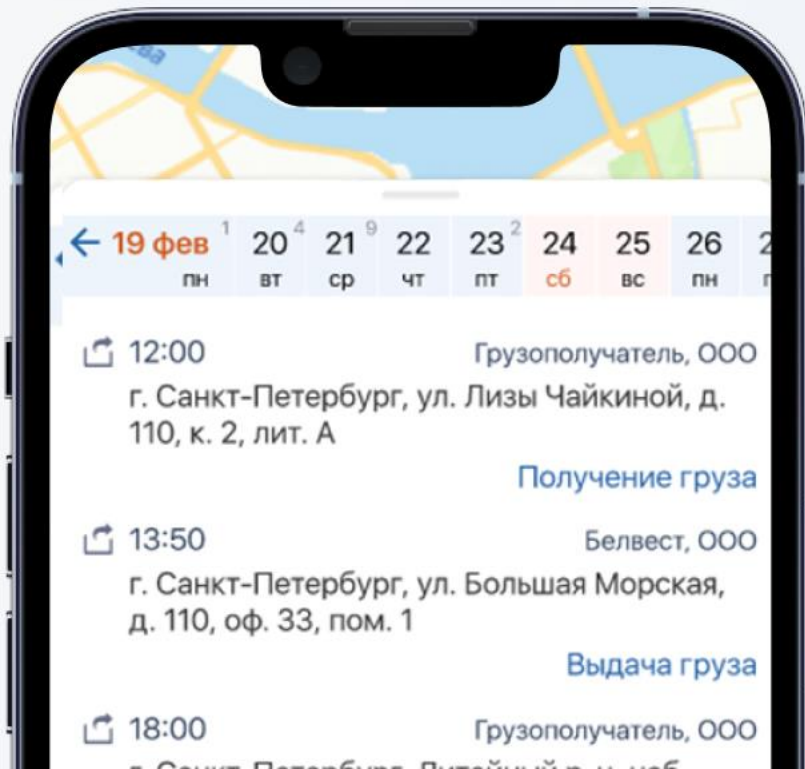 19 фев 1 20 4 21 9 22 23 2 24 25 26
пн вт ср чт пт сб вс пн
12:00 Грузополучатель, ООО
г. Санкт-Петербург, ул. Лизы Чайкиной, д.
110, к. 2, лит. А
Получение груза
13:50 Белвест, ООО
г. Санкт-Петербург, ул. Большая Морская,
д. 110, оф. 33, пом. 1
Выдача груза
18:00 Грузополучатель, ООО
г. Санкт-Петербург,